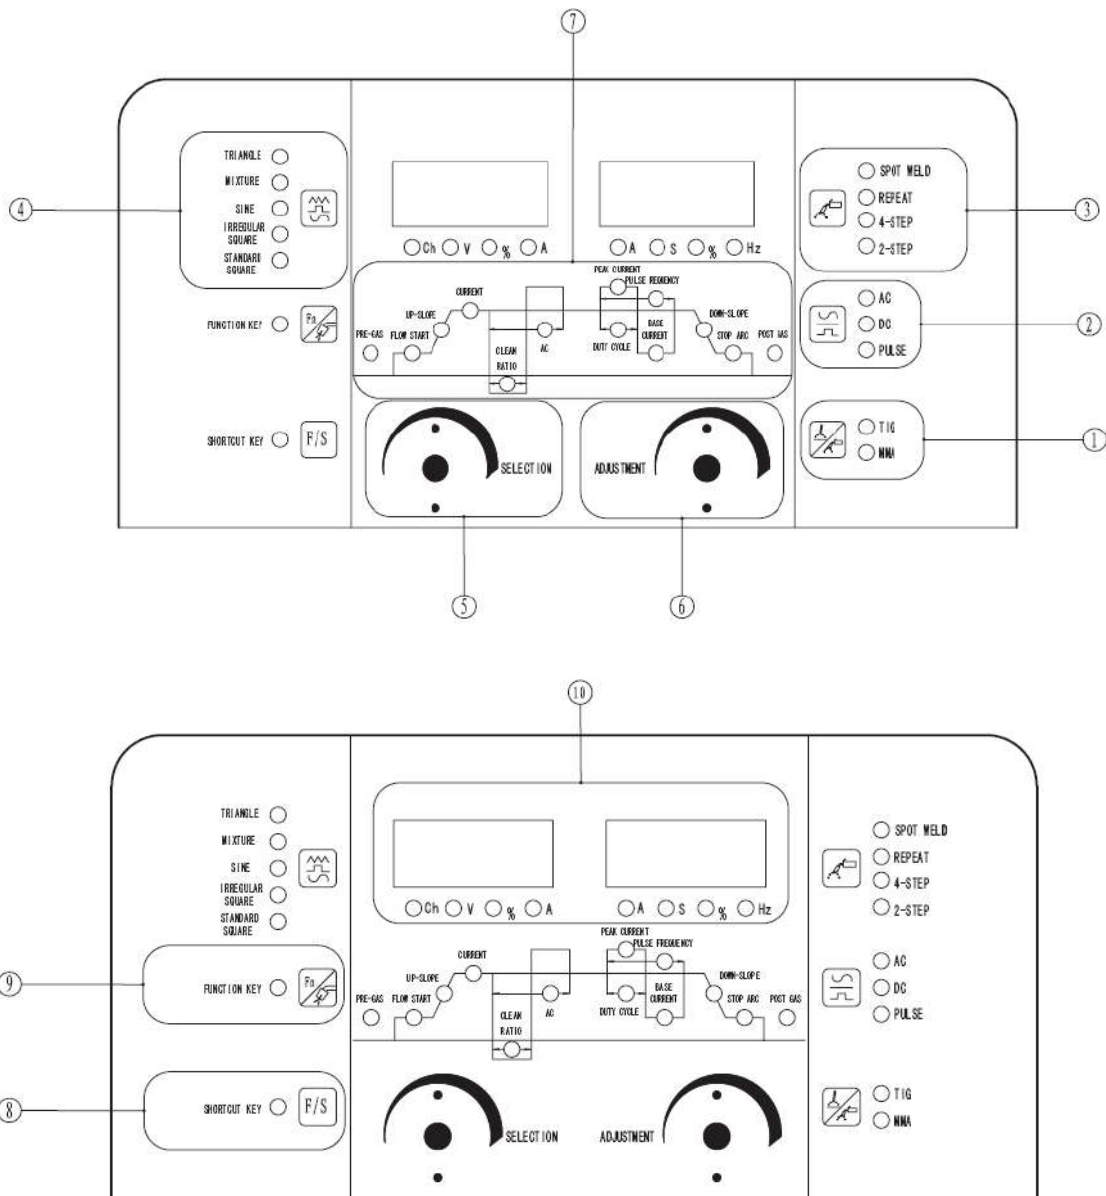 7
TRIANGLE
MIXTURE
SINE
IRREGULAR
SQUARE
STANDARD
SQUARE
4
Ch V % A
A S % Hz
SPOT WELD
REPEAT
4-STEP
2-STEP
3
FUNCTION KEY Fn
PRE-GAS
FLOW START
UP-SLOPE
CURRENT
CLEAN
RATIO
AC
PEAK CURRENT
PULSE REQUENCY
DUTY CYCLE
BASE
CURRENT
DOWN-SLOPE
STOP ARC
POST GAS
AC
DC
PULSE
2
SHORTCUT KEY F/S
SELECTION
ADJUSTMENT
TIG
MMA
1
5
6
10
TRIANGLE
MIXTURE
SINE
IRREGULAR
SQUARE
STANDARD
SQUARE
Ch V % A
A S % Hz
SPOT WELD
REPEAT
4-STEP
2-STEP
9
FUNCTION KEY Fn
PRE-GAS
FLOW START
UP-SLOPE
CURRENT
CLEAN
RATIO
AC
PEAK CURRENT
PULSE FREQUENCY
DUTY CYCLE
BASE
CURRENT
DOWN-SLOPE
STOP ARC
POST GAS
AC
DC
PULSE
8
SHORTCUT KEY F/S
SELECTION
ADJUSTMENT
TIG
MMA